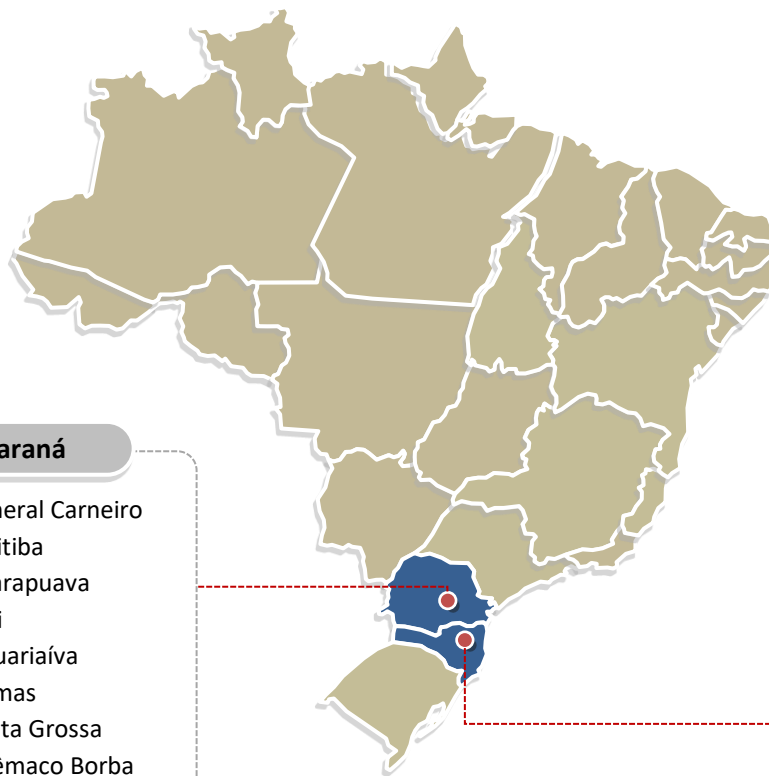 araná
neral Carneiro
itiba
arapuava
i
uariaíva
mas
ta Grossa
êmaco Borba